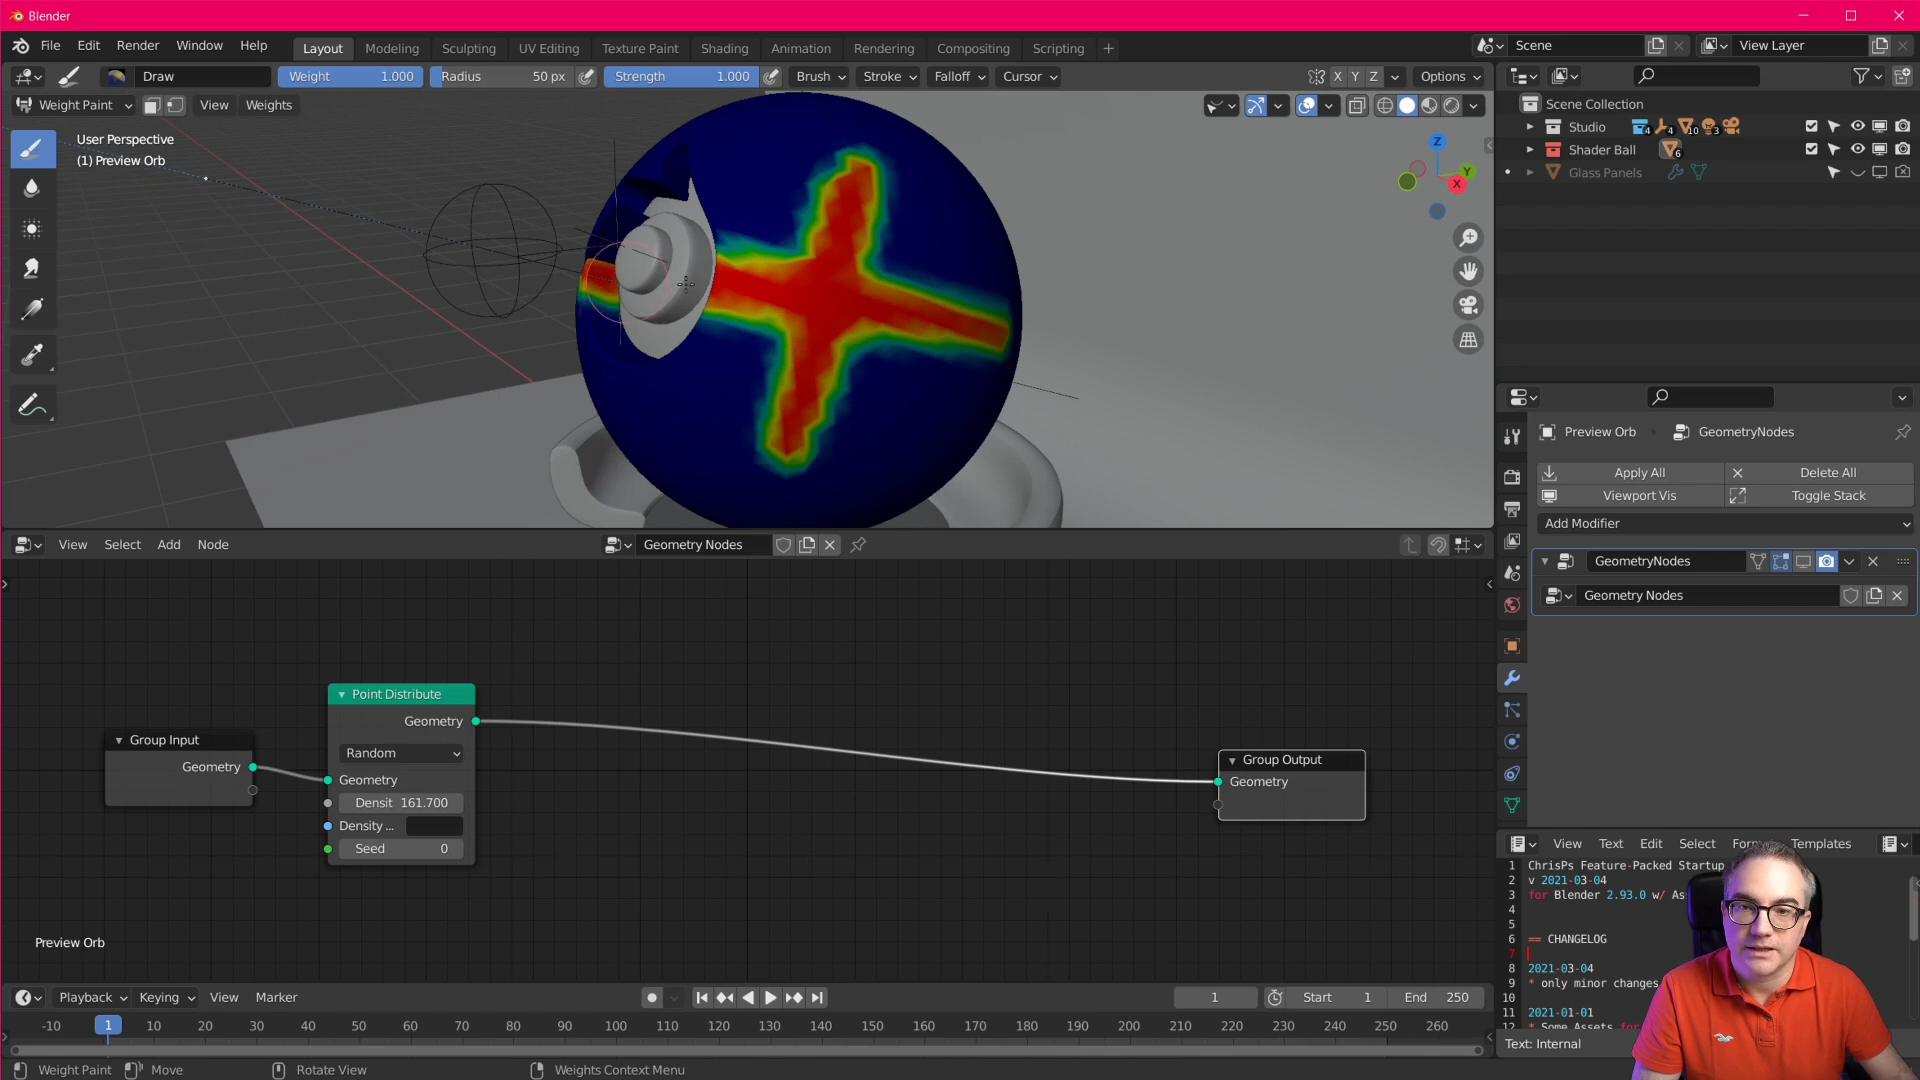 Blender
File Edit Render Window Help Layout Modeling Sculpting UV Editing Texture Paint Shading Animation Rendering Compositing Scripting + Scene View Layer
Draw Weight 1.000 Radius 50 px Strength 1.000 Brush Stroke Falloff Cursor X Y Z Options
Weight Paint View Weights
User Perspective
(1) Preview Orb
Z
Y
X
Scene Collection
Studio 4 4 10 3
Shader Ball 6
Glass Panels
Preview Orb GeometryNodes
Apply All Delete All
Viewport Vis Toggle Stack
Add Modifier
GeometryNodes
Geometry Nodes
View Select Add Node Geometry Nodes
Point Distribute
Geometry
Random
Geometry
Densit 161.700
Density ...
Seed 0
Group Input
Geometry
Group Output
Geometry
Preview Orb
View Text Edit Select Templates
1 ChrisPs Feature-Packed Startup
2 v 2021-03-04
3 for Blender 2.93.0 w/
4
5
6 == CHANGELOG
7
8 2021-03-04
9 * only minor changes
10
11 2021-01-01
12 * Some Assets for
Text: Internal
Playback Keying View Marker 1 Start 1 End 250
-10 1 10 20 30 40 50 60 70 80 90 100 110 120 130 140 150 160 170 180 190 200 210 220 230 240 250 260
Weight Paint Move Rotate View Weights Context Menu